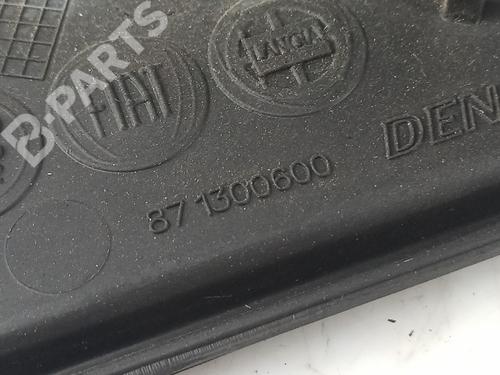 B-PARTS
FIAT
LANCIA
DEN
871300600